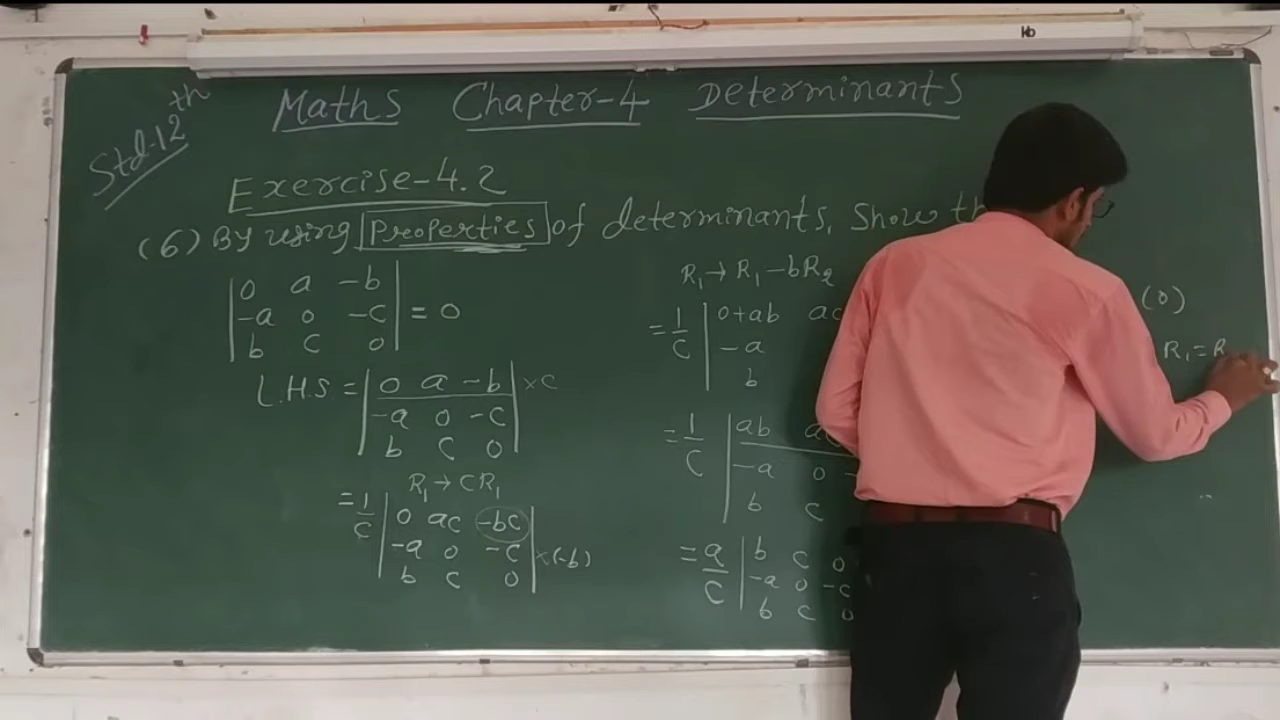 Std-12th
Maths Chapter-4 Determinants
Exercise-4.2
(6) By using Properties of determinants, Show th
0 a -b
-a 0 -c = 0
b c 0
L.H.S = 0 a -b ×c
-a 0 -c
b c 0
R1 → CR1
= 1/c 0 ac -bc
-a 0 -c ×(-b)
b c 0
R1 → R1 -bR2
= 1/c 0+ab ac
-a
b
= 1/c ab ac
-a 0 -
b c
= a/c b c 0
-a 0 -c
b c 0
(0)
R1 = R